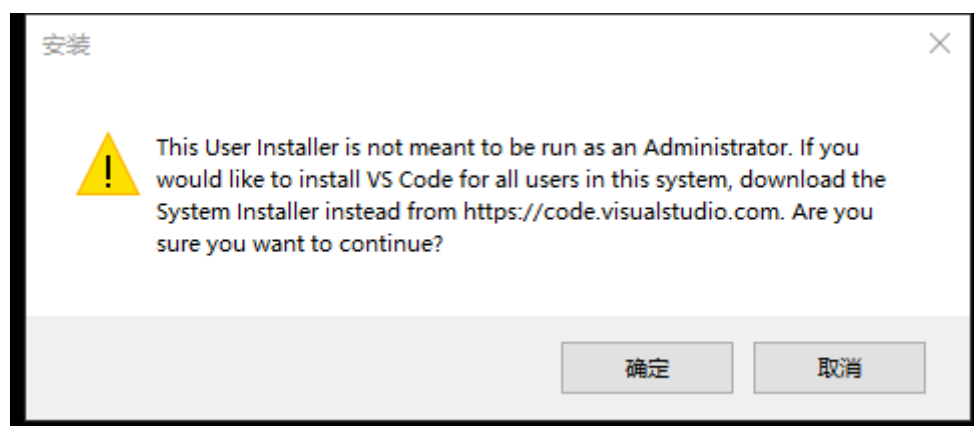 安装
This User Installer is not meant to be run as an Administrator. If you
would like to install VS Code for all users in this system, download the
System Installer instead from https://code.visualstudio.com. Are you
sure you want to continue?
确定
取消